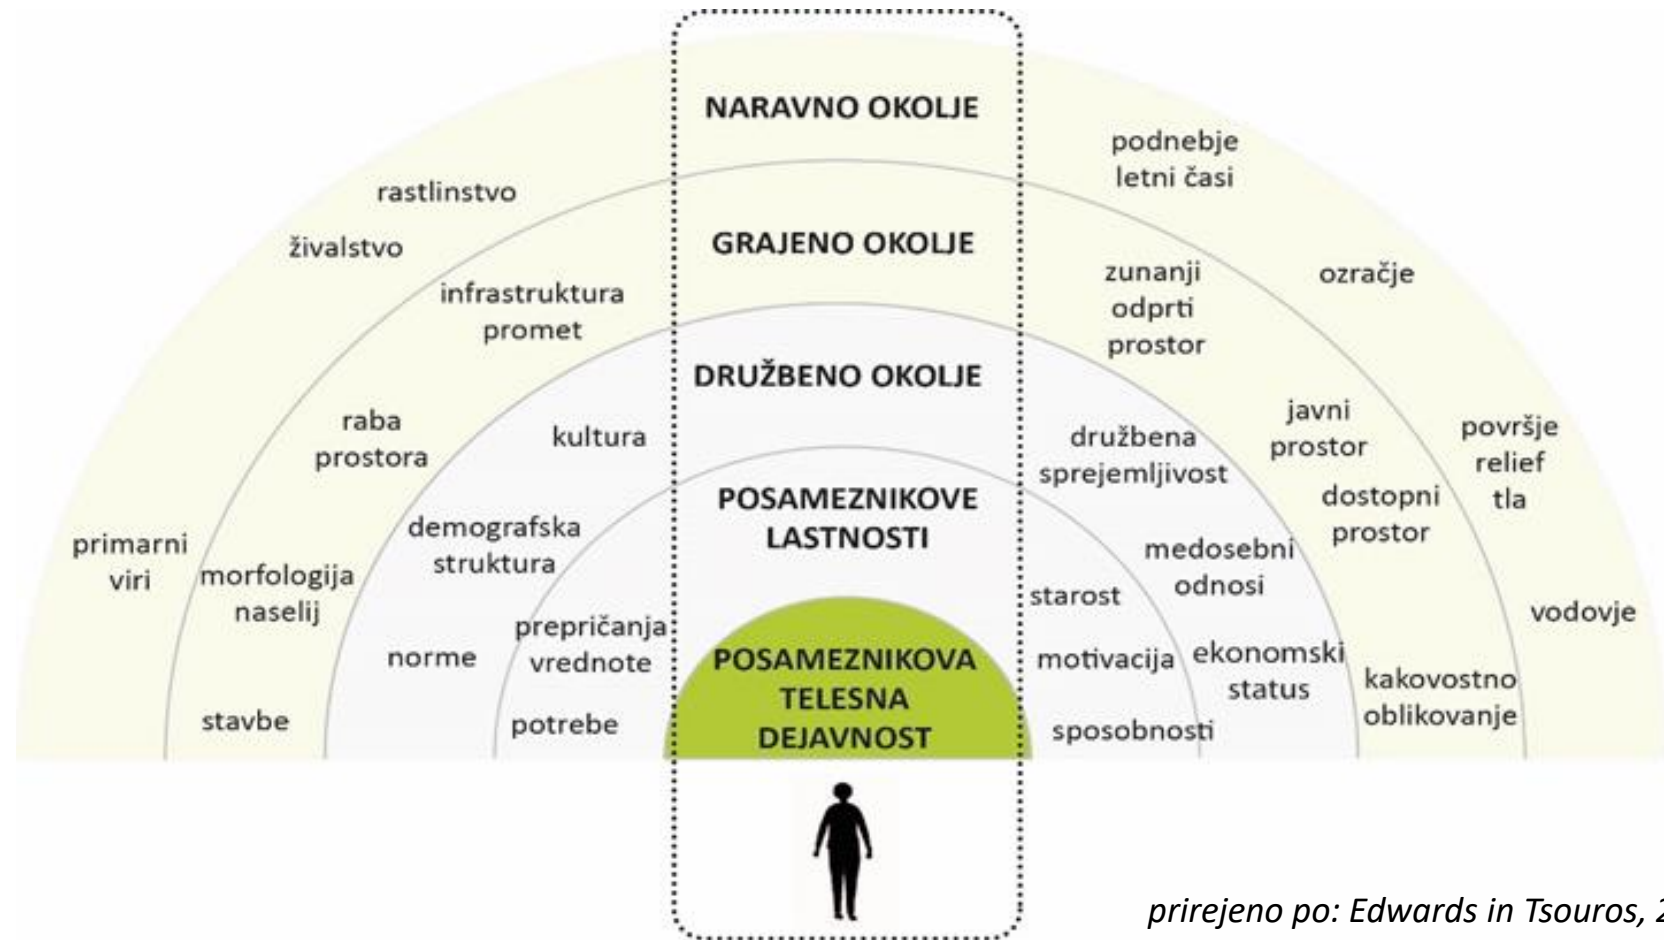 NARAVNO OKOLJE
podnebje
letni časi
rastlinstvo
živalstvo
GRAJENO OKOLJE
zunanji
odprti
prostor
ozračje
infrastruktura
promet
DRUŽBENO OKOLJE
raba
prostora
kultura
družbena
sprejemljivost
javni
prostor
površje
relief
tla
POSAMEZNIKOVE
LASTNOSTI
dostopni
prostor
primarni
viri
morfologija
naselij
demografska
struktura
medosebni
odnosi
starost
vodovje
norme
prepričanja
vrednote
POSAMEZNIKOVA
TELESNA
DEJAVNOST
motivacija
ekonomski
status
kakovostno
oblikovanje
stavbe
potrebe
sposobnosti
prirejeno po: Edwards in Tsouros, 2